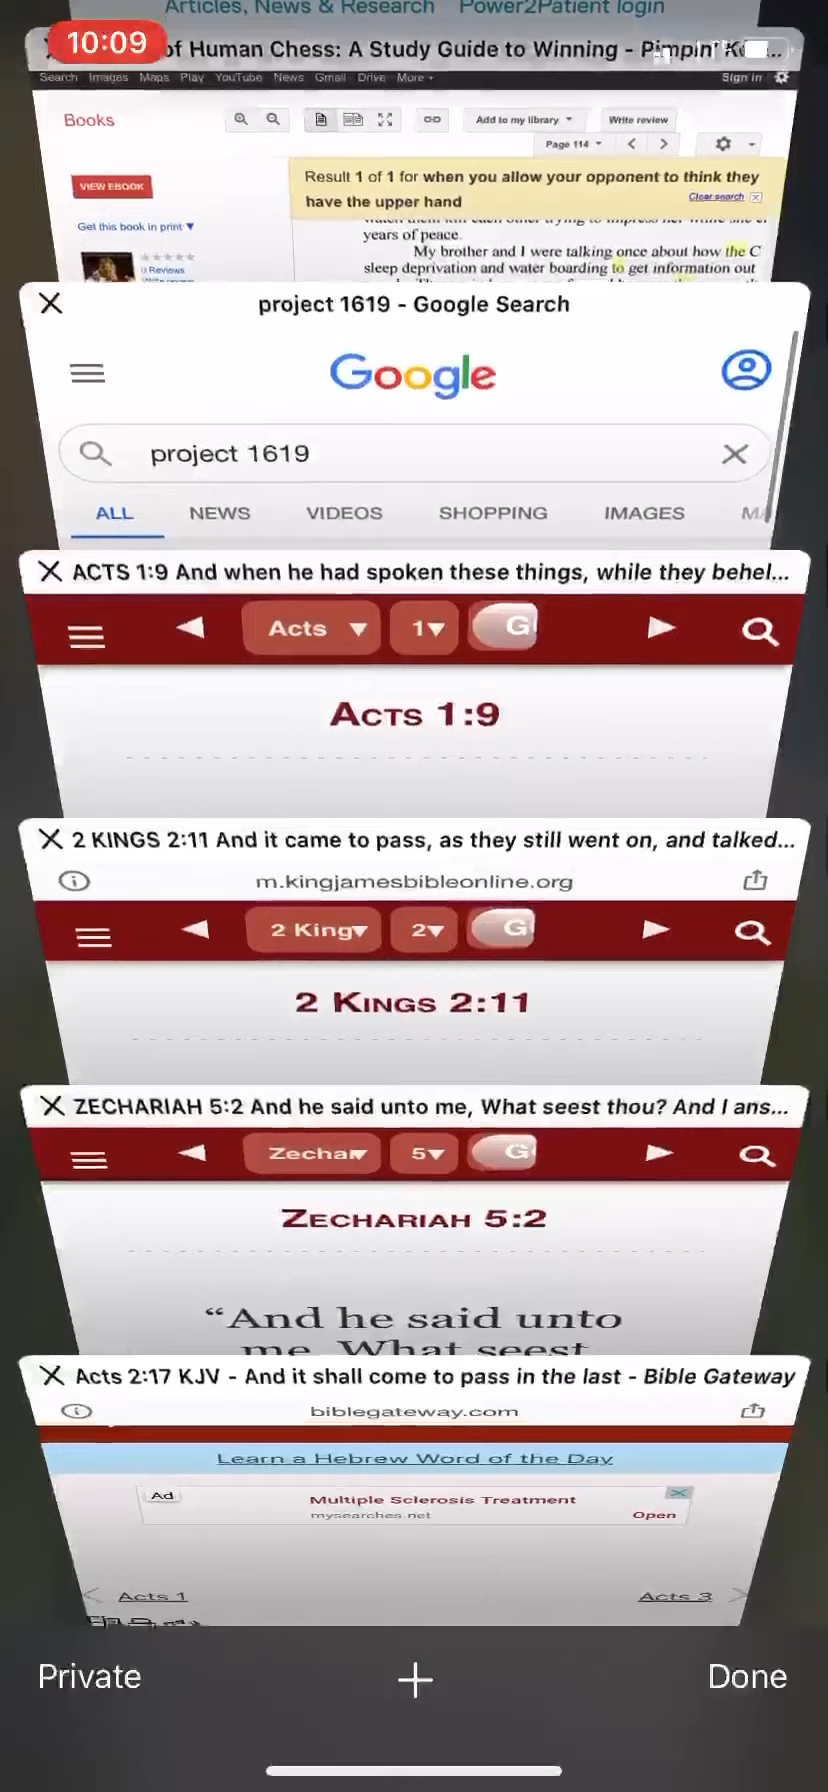 Articles, News & Research Power2Patient login
10:09
of Human Chess: A Study Guide to Winning - Pimpin'
Search Images Maps Play YouTube News Gmail Drive More
Sign in
Books
Add to my library
Write review
Page 114
VIEW EBOOK
Result 1 of 1 for when you allow your opponent to think they
have the upper hand
Clear search
Get this book in print ▼
years of peace.
0 Reviews
Write review
My brother and I were talking once about how the C
sleep deprivation and water boarding to get information out
project 1619 - Google Search
Google
project 1619
ALL NEWS VIDEOS SHOPPING IMAGES MA
ACTS 1:9 And when he had spoken these things, while they behel...
Acts ▼ 1▼ G
ACTS 1:9
2 KINGS 2:11 And it came to pass, as they still went on, and talked...
m.kingjamesbibleonline.org
2 King▼ 2▼ G
2 KINGS 2:11
ZECHARIAH 5:2 And he said unto me, What seest thou? And I ans...
Zechar▼ 5▼ G
ZECHARIAH 5:2
“And he said unto
me, What seest
Acts 2:17 KJV - And it shall come to pass in the last - Bible Gateway
biblegateway.com
Learn a Hebrew Word of the Day
Ad
Multiple Sclerosis Treatment
mysearches.net
Open
Acts 1
Acts 3
Private
Done